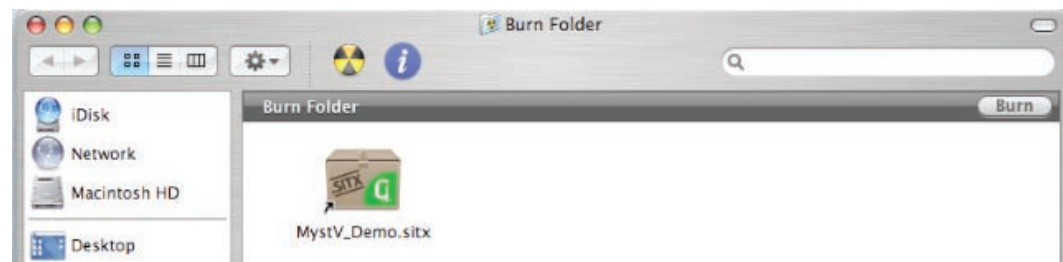 Burn Folder
iDisk
Network
Macintosh HD
Desktop
Burn Folder
Burn
SITX
MystV_Demo.sitx